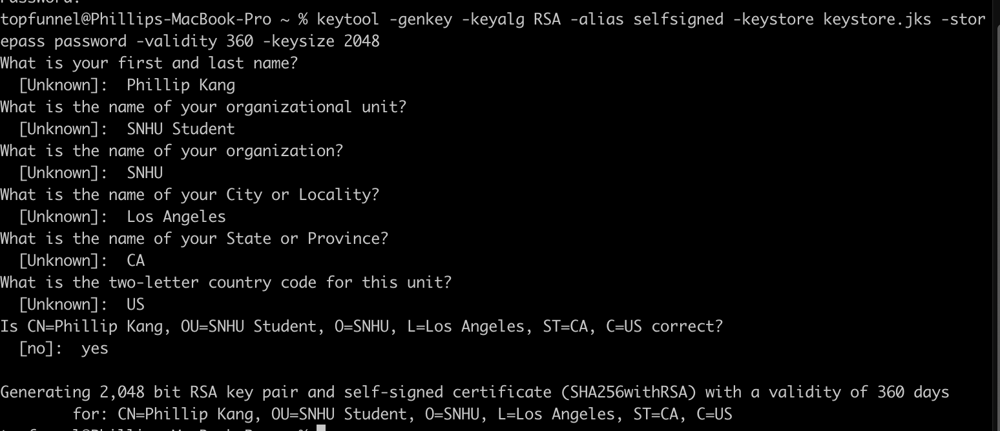 Password:
topfunnel@Phillips-MacBook-Pro ~ % keytool -genkey -keyalg RSA -alias selfsigned -keystore keystore.jks -stor
epass password -validity 360 -keysize 2048
What is your first and last name?
  [Unknown]:  Phillip Kang
What is the name of your organizational unit?
  [Unknown]:  SNHU Student
What is the name of your organization?
  [Unknown]:  SNHU
What is the name of your City or Locality?
  [Unknown]:  Los Angeles
What is the name of your State or Province?
  [Unknown]:  CA
What is the two-letter country code for this unit?
  [Unknown]:  US
Is CN=Phillip Kang, OU=SNHU Student, O=SNHU, L=Los Angeles, ST=CA, C=US correct?
  [no]:  yes

Generating 2,048 bit RSA key pair and self-signed certificate (SHA256withRSA) with a validity of 360 days
        for: CN=Phillip Kang, OU=SNHU Student, O=SNHU, L=Los Angeles, ST=CA, C=US
topfunnel@Phillips-MacBook-Pro ~ %